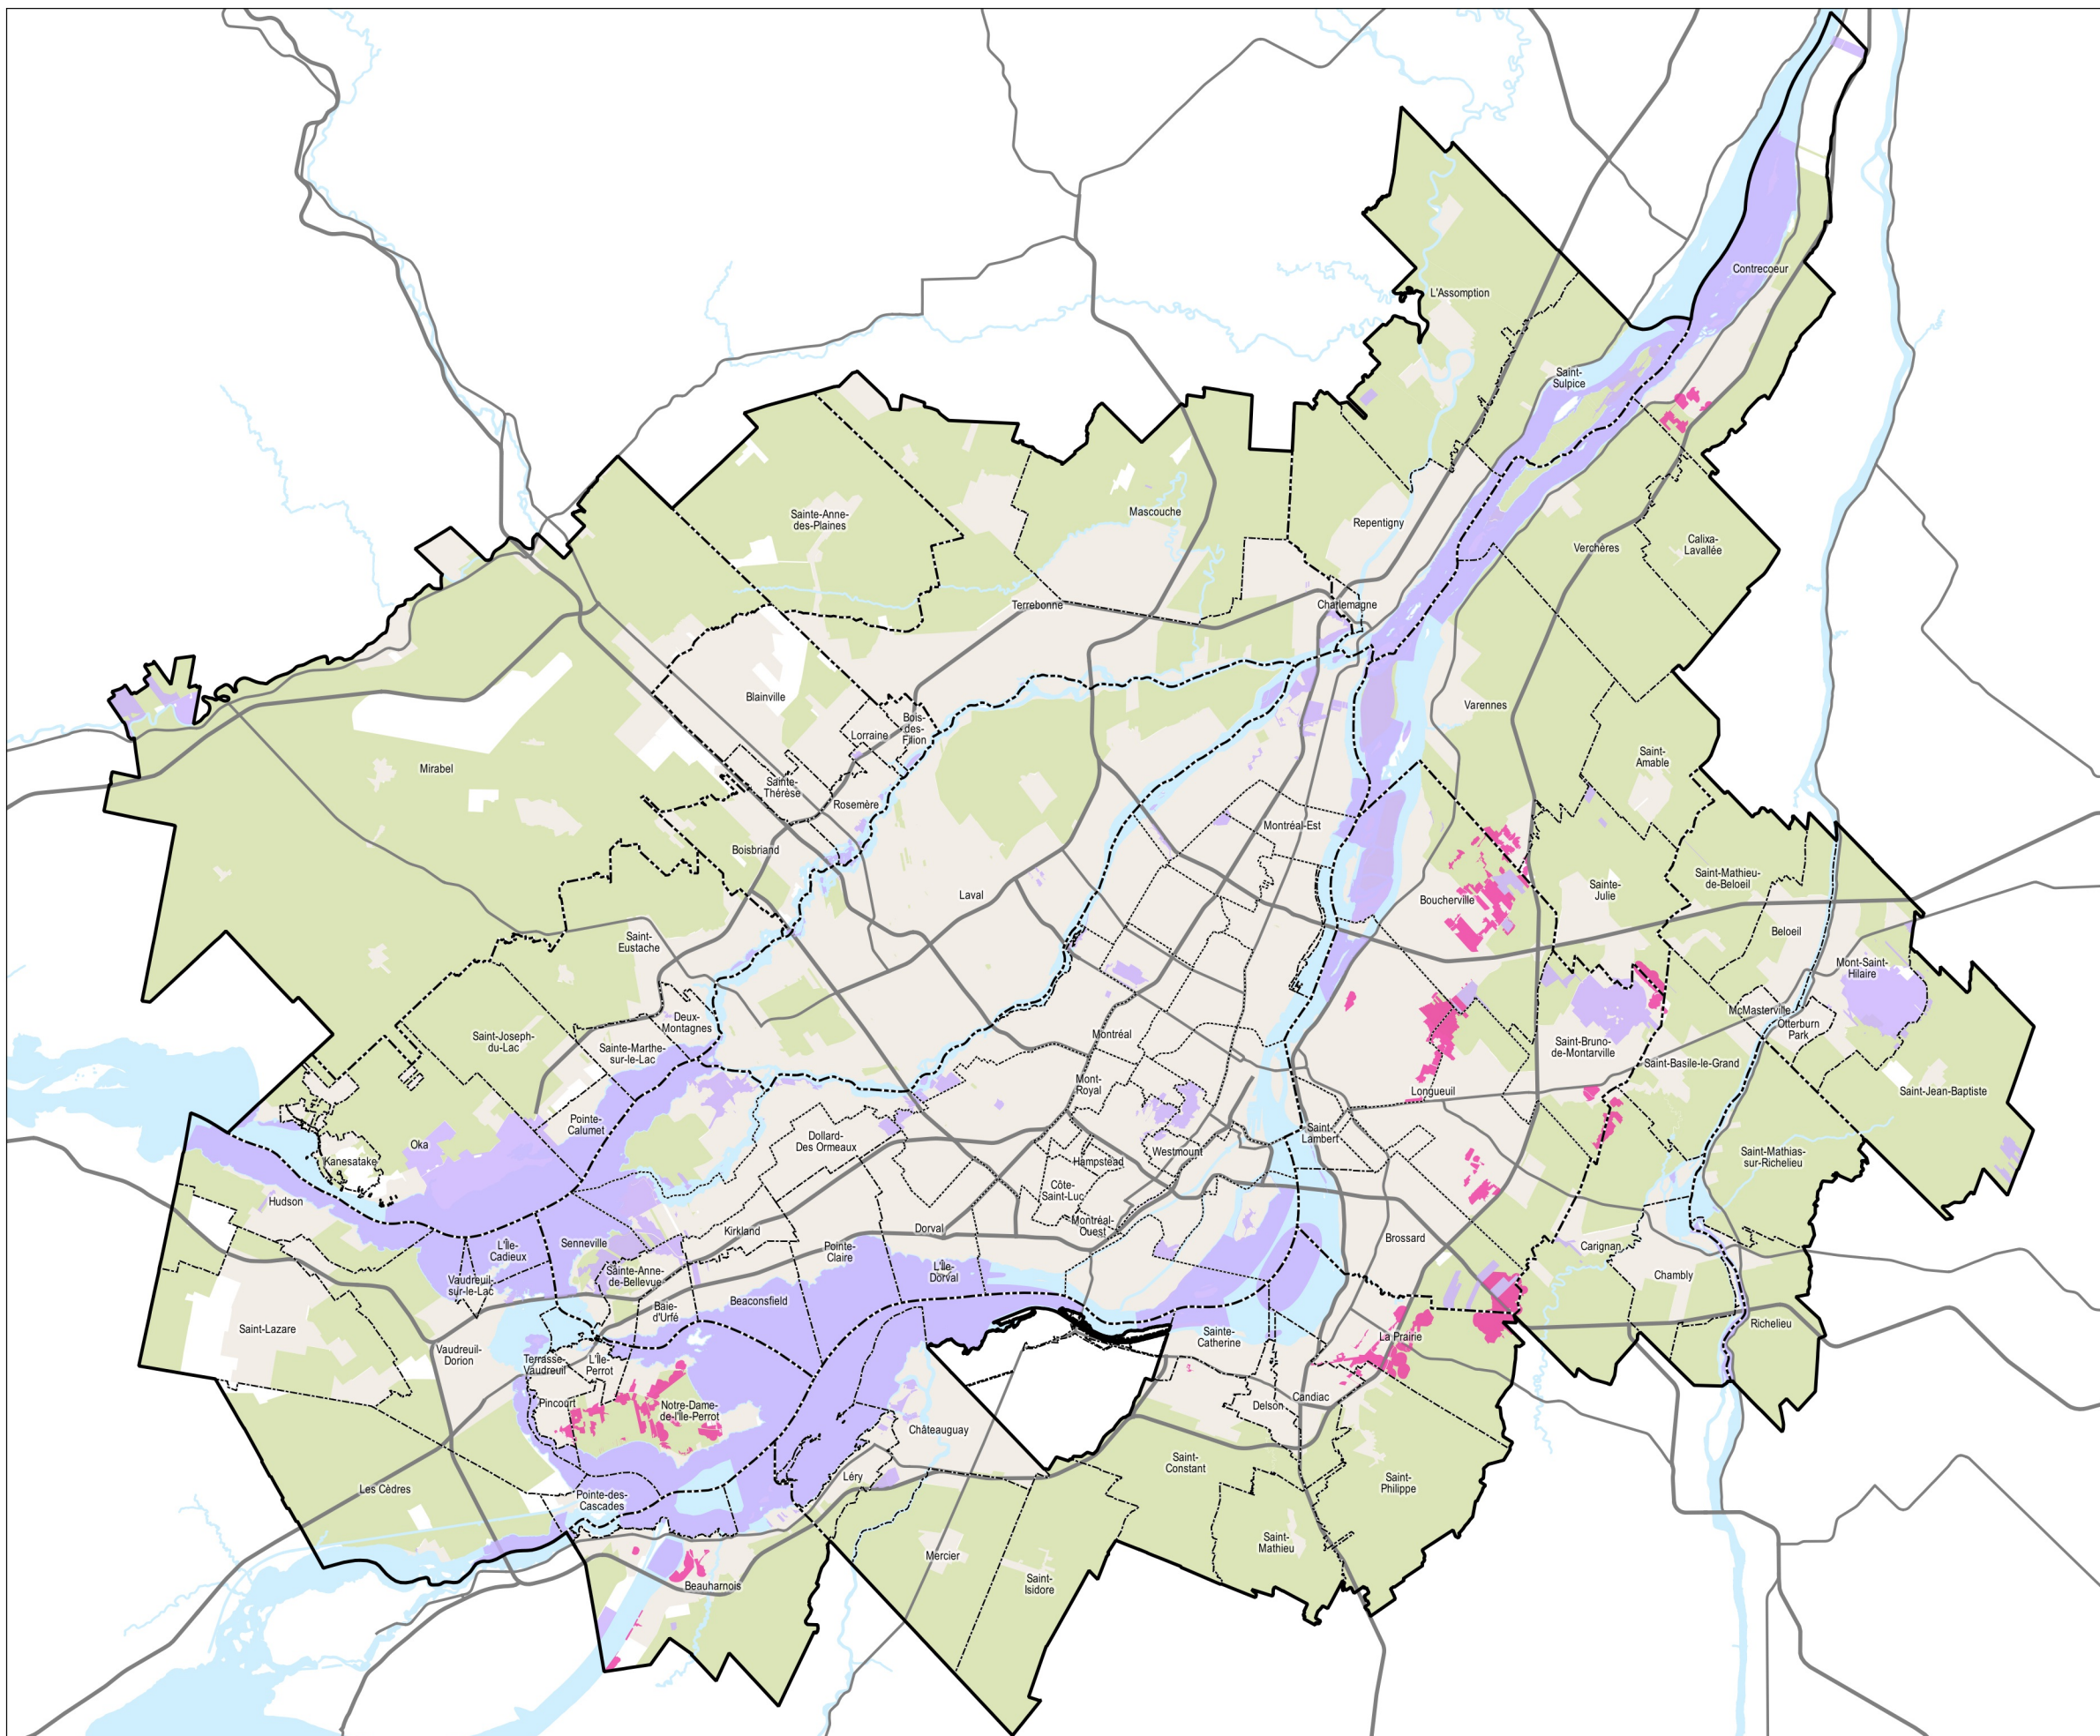 Contrecoeur
L'Assomption
Saint-
Sulpice
Sainte-Anne-
des-Plaines
Mascouche
Repentigny
Verchères
Calixa-
Lavallée
Terrebonne
Charlemagne
Blainville
Bois-
des-
Filion
Lorraine
Varennes
Saint-
Amable
Mirabel
Sainte-
Thérèse
Rosemère
Montréal-Est
Boisbriand
Laval
Boucherville
Sainte-
Julie
Saint-Mathieu-
de-Beloeil
Beloeil
Saint-
Eustache
Mont-Saint-
Hilaire
McMasterville
Otterburn
Park
Deux-
Montagnes
Saint-Joseph-
du-Lac
Sainte-Marthe-
sur-le-Lac
Montréal
Saint-Bruno-
de-Montarville
Saint-Basile-le-Grand
Mont-
Royal
Longueuil
Saint-Jean-Baptiste
Pointe-
Calumet
Oka
Dollard-
Des Ormeaux
Saint-
Lambert
Kanesatake
Hampstead
Westmount
Saint-Mathias-
sur-Richelieu
Hudson
Côte-
Saint-Luc
Montréal-
Ouest
Kirkland
Dorval
L'Île-
Cadieux
Senneville
Pointe-
Claire
Brossard
Carignan
Vaudreuil-
sur-le-Lac
Sainte-Anne-
de-Bellevue
L'Île-
Dorval
Chambly
Baie-
d'Urfé
Beaconsfield
Saint-Lazare
Richelieu
Sainte-
Catherine
La Prairie
Vaudreuil-
Dorion
Terrasse-
Vaudreuil
L'Île-
Perrot
Pincourt
Notre-Dame-
de-l'Île-Perrot
Candiac
Delson
Châteauguay
Saint-
Constant
Léry
Saint-
Philippe
Les Cèdres
Pointe-des-
Cascades
Saint-
Mathieu
Mercier
Saint-
Isidore
Beauharnois